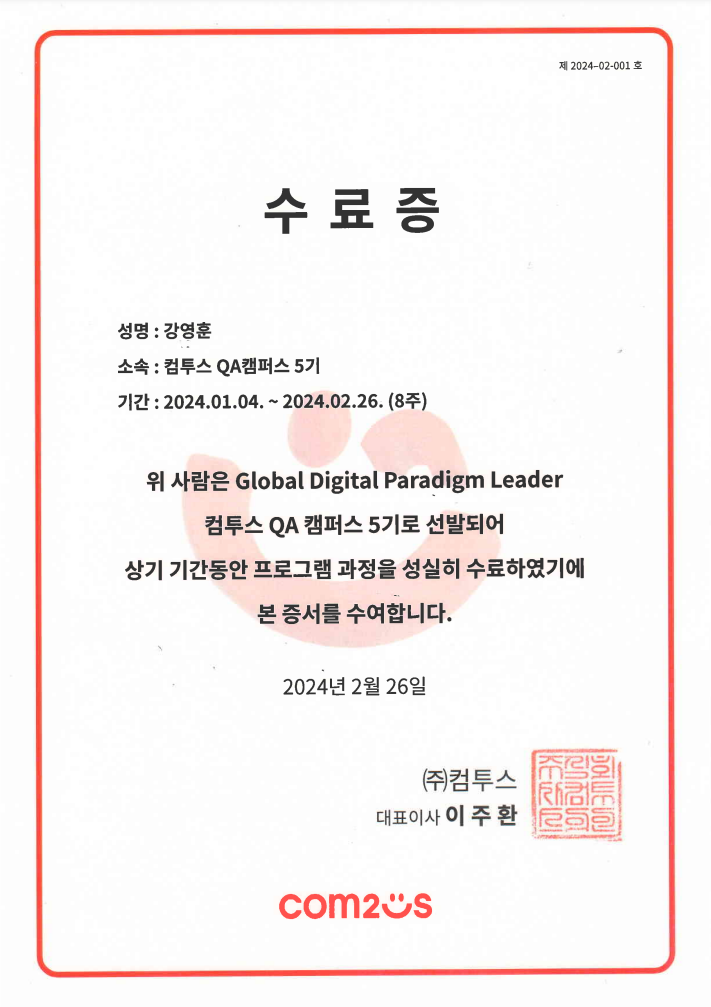 제 2024-02-001 호
수 료 증
성명 : 강영훈
소속 : 컴투스 QA캠퍼스 5기
기간 : 2024.01.04. ~ 2024.02.26. (8주)
위 사람은 Global Digital Paradigm Leader
컴투스 QA 캠퍼스 5기로 선발되어
상기 기간동안 프로그램 과정을 성실히 수료하였기에
본 증서를 수여합니다.
2024년 2월 26일
㈜컴투스
대표이사 이 주 환
com2us